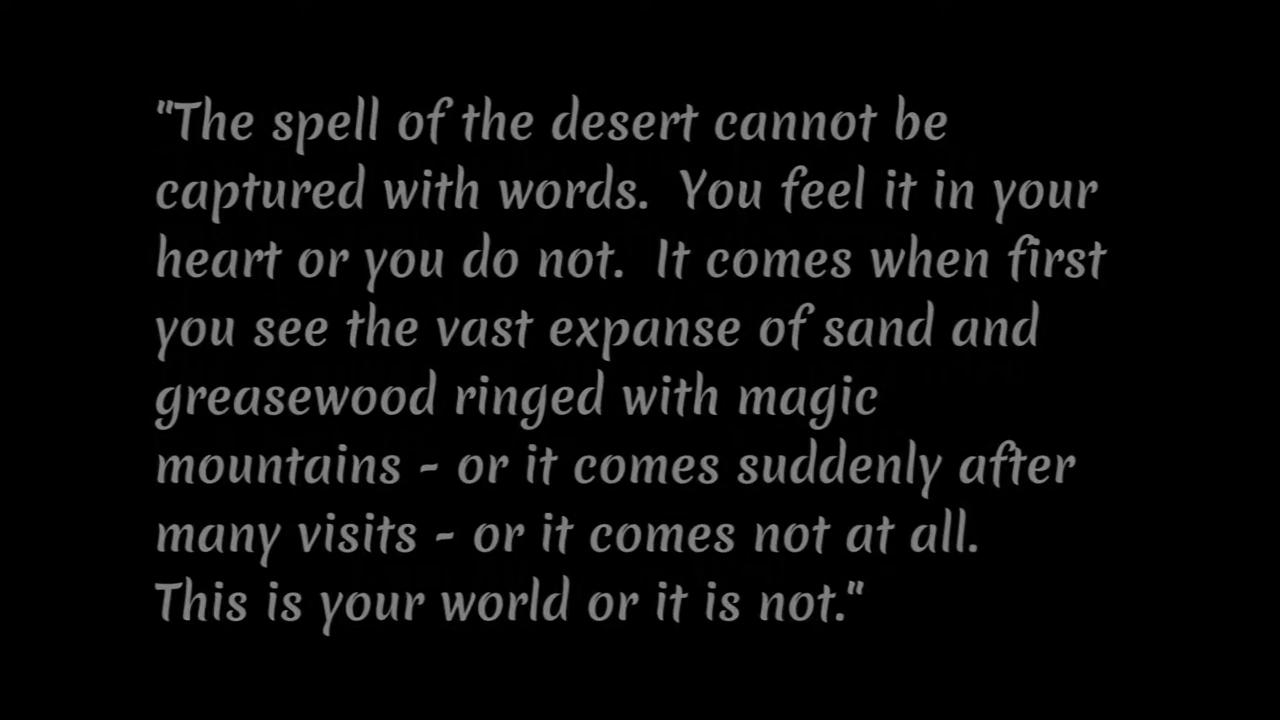 "The spell of the desert cannot be
captured with words.  You feel it in your
heart or you do not.  It comes when first
you see the vast expanse of sand and
greasewood ringed with magic
mountains - or it comes suddenly after
many visits - or it comes not at all.
This is your world or it is not."